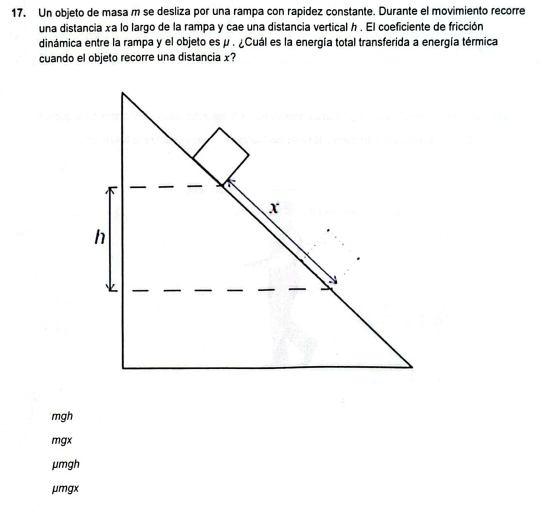 17. Un objeto de masa m se desliza por una rampa con rapidez constante. Durante el movimiento recorre
una distancia xa lo largo de la rampa y cae una distancia vertical h . El coeficiente de fricción
dinámica entre la rampa y el objeto es μ . ¿Cuál es la energía total transferida a energía térmica
cuando el objeto recorre una distancia x?
x
h
mgh
mgx
μmgh
μmgx